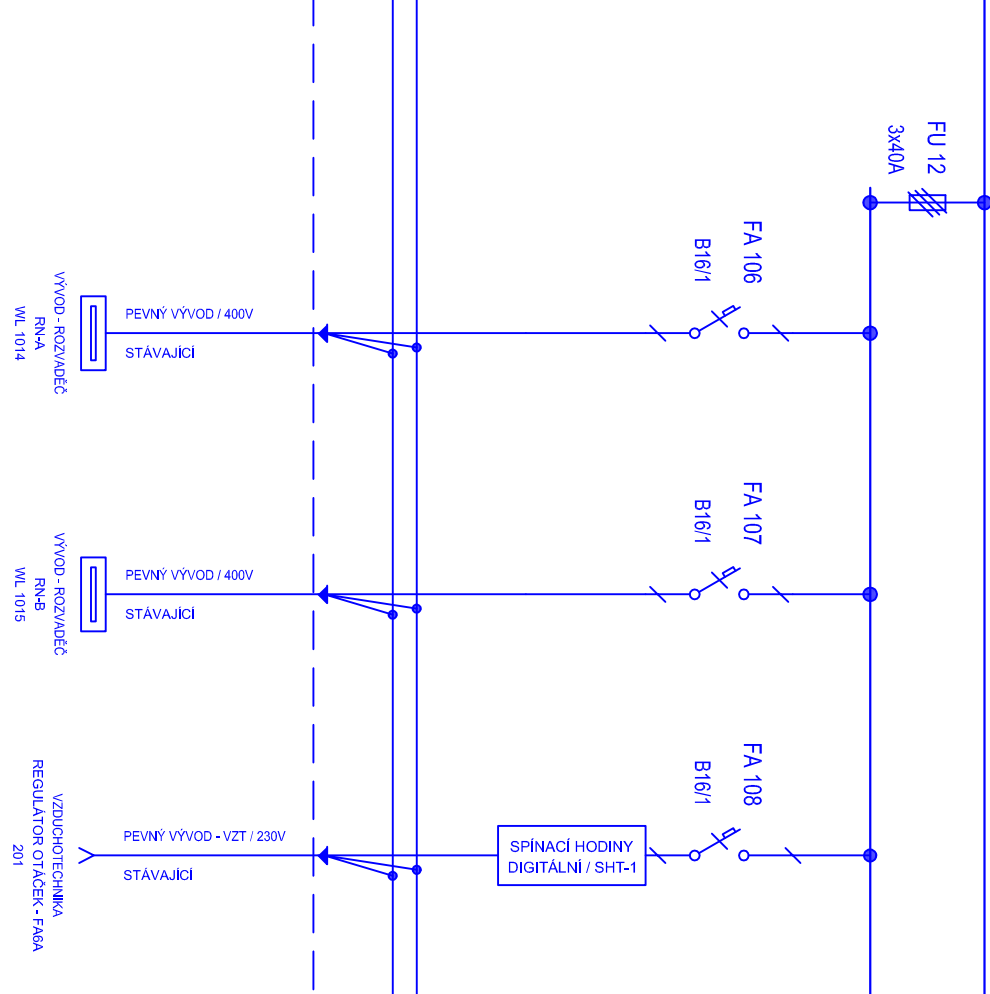 FU 12
3x40A
FA 106
B16/1
PEVNÝ VÝVOD / 400V
STÁVAJÍCÍ
VÝVOD - ROZVADĚČ
RN-A
WL 1014
FA 107
B16/1
PEVNÝ VÝVOD / 400V
STÁVAJÍCÍ
VÝVOD - ROZVADĚČ
RN-B
WL 1015
FA 108
B16/1
SPÍNACÍ HODINY
DIGITÁLNÍ / SHT-1
PEVNÝ VÝVOD - VZT / 230V
STÁVAJÍCÍ
VZDUCHOTECHNIKA
REGULÁTOR OTÁČEK - FA6A
201